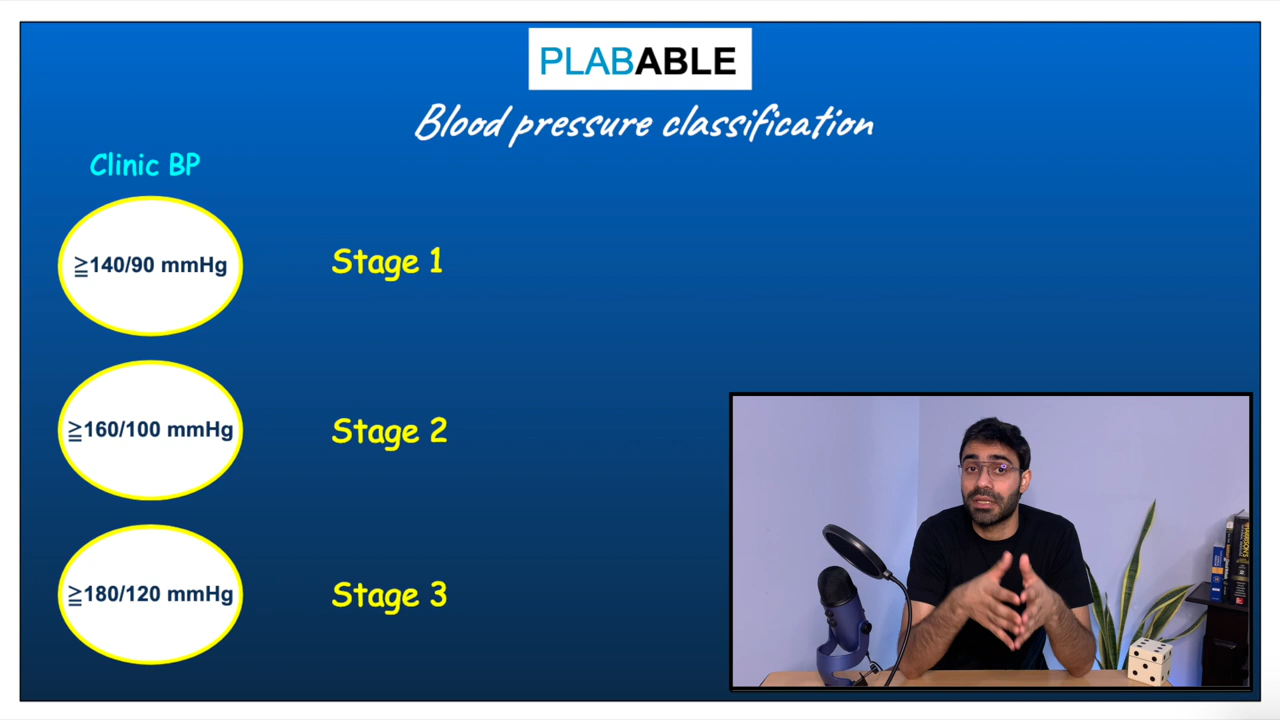 PLABABLE
Blood pressure classification
Clinic BP
≧140/90 mmHg
Stage 1
≧160/100 mmHg
Stage 2
≧180/120 mmHg
Stage 3